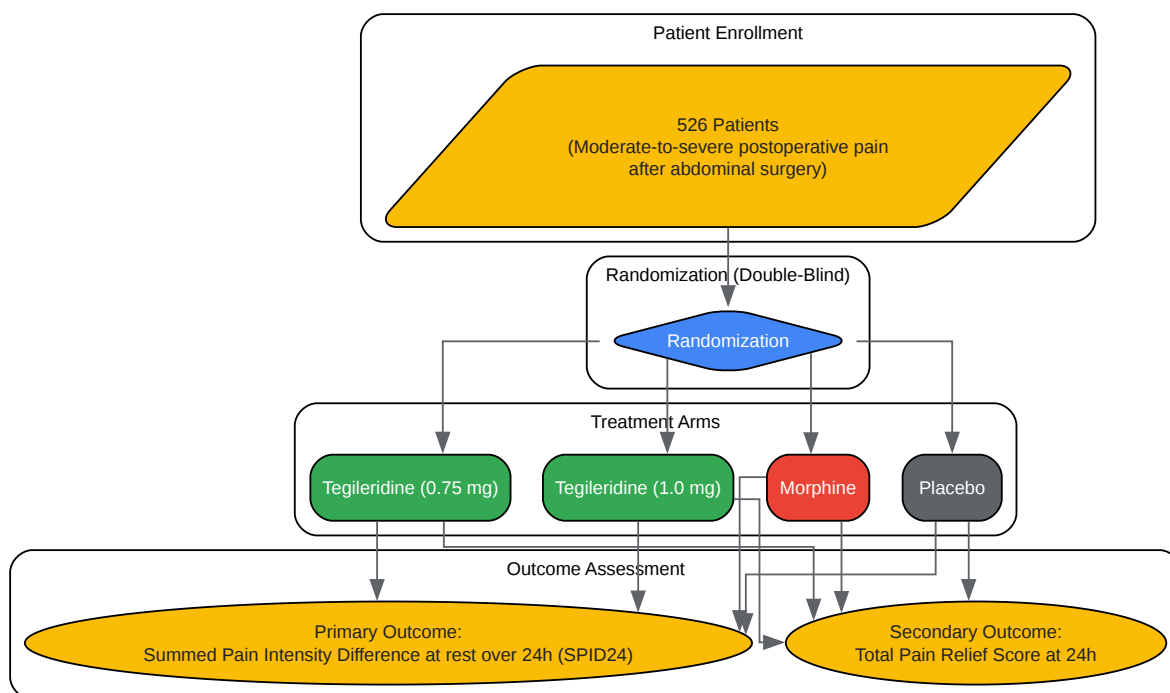 Patient Enrollment
526 Patients
(Moderate-to-severe postoperative pain
after abdominal surgery)
Randomization (Double-Blind)
Randomization
Treatment Arms
Tegileridine (0.75 mg)
Tegileridine (1.0 mg)
Morphine
Placebo
Outcome Assessment
Primary Outcome:
Summed Pain Intensity Difference at rest over 24h (SPID24)
Secondary Outcome:
Total Pain Relief Score at 24h